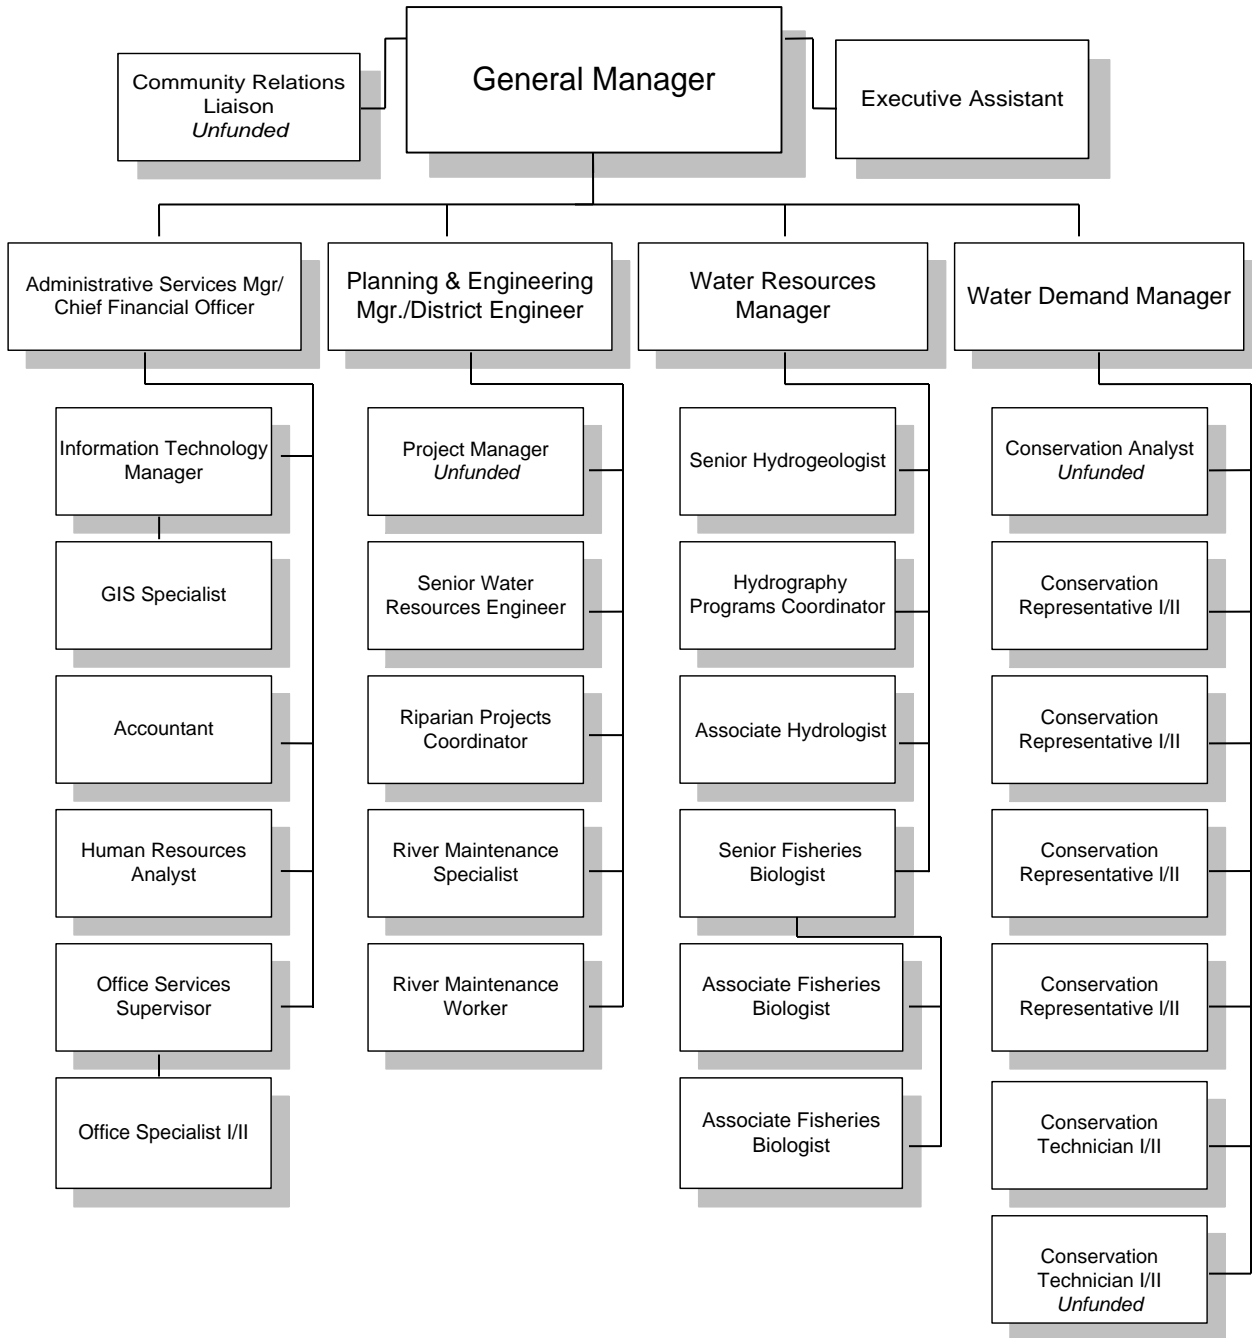 General Manager
Community Relations
Liaison
Unfunded
Executive Assistant
Administrative Services Mgr/
Chief Financial Officer
Planning & Engineering
Mgr./District Engineer
Water Resources
Manager
Water Demand Manager
Information Technology
Manager
GIS Specialist
Accountant
Human Resources
Analyst
Office Services
Supervisor
Office Specialist I/II
Project Manager
Unfunded
Senior Water
Resources Engineer
Riparian Projects
Coordinator
River Maintenance
Specialist
River Maintenance
Worker
Senior Hydrogeologist
Hydrography
Programs Coordinator
Associate Hydrologist
Senior Fisheries
Biologist
Associate Fisheries
Biologist
Associate Fisheries
Biologist
Conservation Analyst
Unfunded
Conservation
Representative I/II
Conservation
Representative I/II
Conservation
Representative I/II
Conservation
Representative I/II
Conservation
Technician I/II
Conservation
Technician I/II
Unfunded